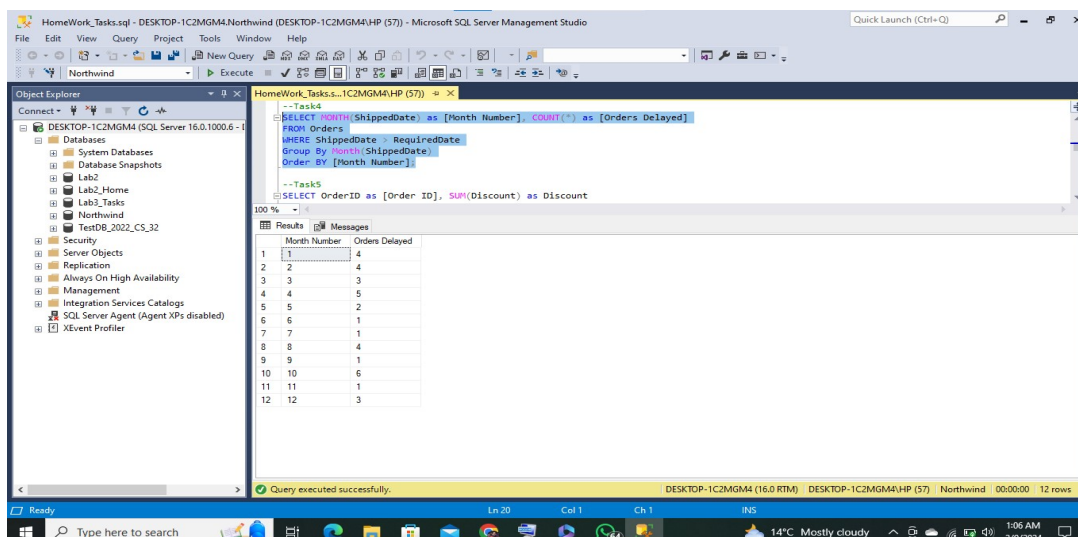 HomeWork_Tasks.sql - DESKTOP-1C2MGM4.Northwind (DESKTOP-1C2MGM4\HP (57)) - Microsoft SQL Server Management Studio
Quick Launch (Ctrl+Q)
File Edit View Query Project Tools Window Help
New Query
Northwind
Execute
Object Explorer
HomeWork_Tasks.s...1C2MGM4\HP (57))
Connect
DESKTOP-1C2MGM4 (SQL Server 16.0.1000.6 -
Databases
System Databases
Database Snapshots
Lab2
Lab2_Home
Lab3_Tasks
Northwind
TestDB_2022_CS_32
Security
Server Objects
Replication
Always On High Availability
Management
Integration Services Catalogs
SQL Server Agent (Agent XPs disabled)
XEvent Profiler
--Task4
SELECT MONTH(ShippedDate) as [Month Number], COUNT(*) as [Orders Delayed]
FROM Orders
WHERE ShippedDate > RequiredDate
Group By Month(ShippedDate)
Order BY [Month Number];
--Task5
SELECT OrderID as [Order ID], SUM(Discount) as Discount
100 %
Results Messages
Month Number Orders Delayed
1 1 4
2 2 4
3 3 3
4 4 5
5 5 2
6 6 1
7 7 1
8 8 4
9 9 1
10 10 6
11 11 1
12 12 3
Query executed successfully.
DESKTOP-1C2MGM4 (16.0 RTM) DESKTOP-1C2MGM4\HP (57) Northwind 00:00:00 12 rows
Ready Ln 20 Col 1 Ch 1 INS
Type here to search
14°C Mostly cloudy
1:06 AM